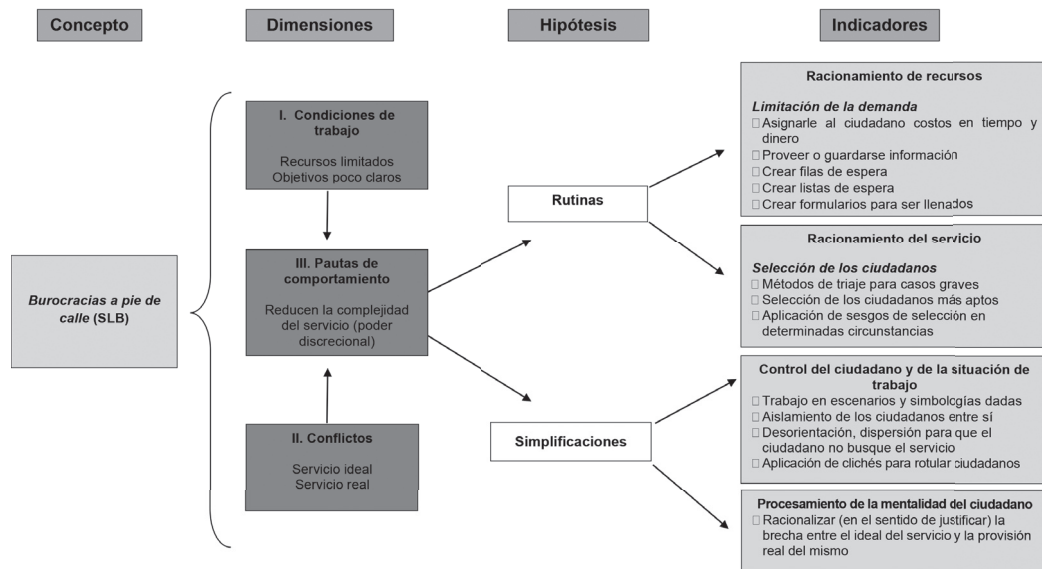 Concepto
Dimensiones
Hipótesis
Indicadores
Burocracias a pie de
calle (SLB)
I. Condiciones de
trabajo
Recursos limitados
Objetivos poco claros
III. Pautas de
comportamiento
Reducen la complejidad
del servicio (poder
discrecional)
II. Conflictos
Servicio ideal
Servicio real
Rutinas
Simplificaciones
Racionamiento de recursos
Limitación de la demanda
□ Asignarle al ciudadano costos en tiempo y
dinero
□ Proveer o guardarse información
□ Crear filas de espera
□ Crear listas de espera
□ Crear formularios para ser llenados
Racionamiento del servicio
Selección de los ciudadanos
□ Métodos de triaje para casos graves
□ Selección de los ciudadanos más aptos
□ Aplicación de sesgos de selección en
determinadas circunstancias
Control del ciudadano y de la situación de
trabajo
□ Trabajo en escenarios y simbologías dadas
□ Aislamiento de los ciudadanos entre sí
□ Desorientación, dispersión para que el
ciudadano no busque el servicio
□ Aplicación de clichés para rotular ciudadanos
Procesamiento de la mentalidad del ciudadano
□ Racionalizar (en el sentido de justificar) la
brecha entre el ideal del servicio y la provisión
real del mismo